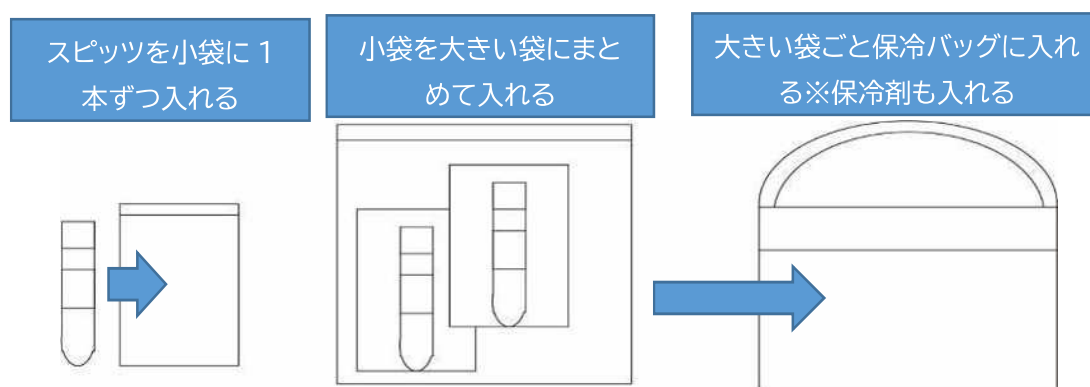 スピッツを小袋に1
本ずつ入れる
小袋を大きい袋にまと
めて入れる
大きい袋ごと保冷バッグに入れ
る※保冷剤も入れる